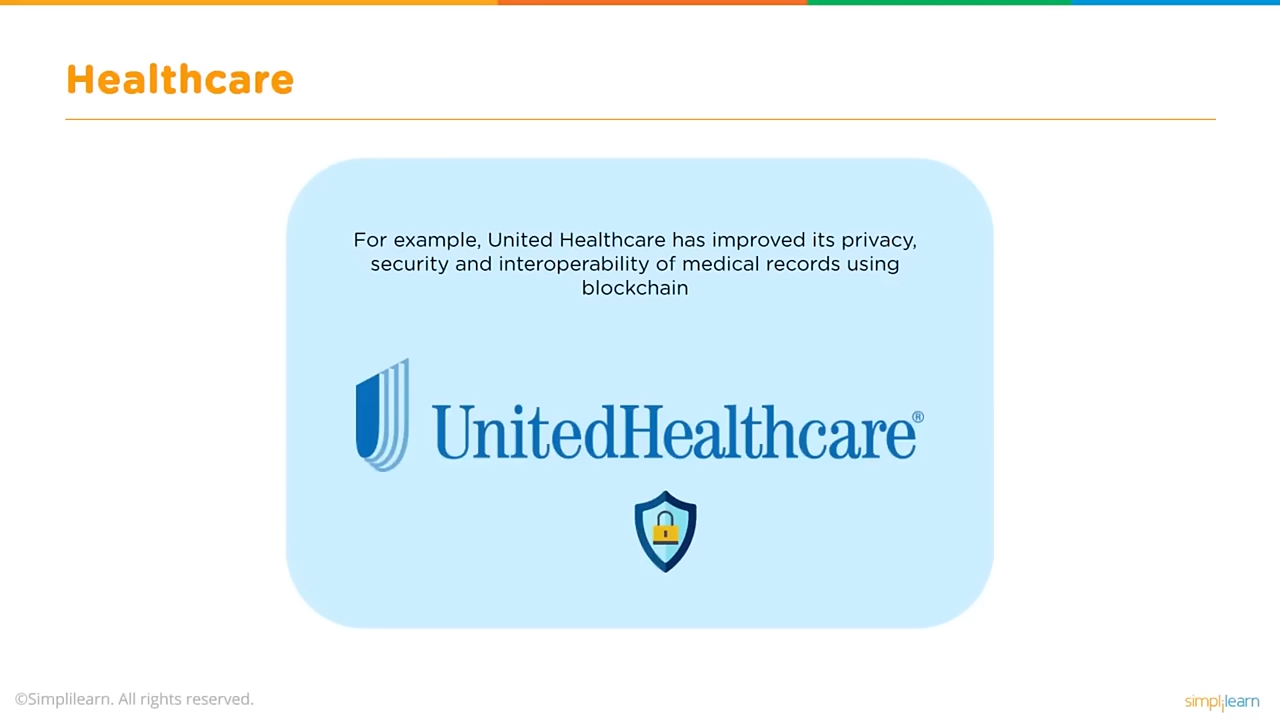 Healthcare
For example, United Healthcare has improved its privacy,
security and interoperability of medical records using
blockchain
UnitedHealthcare®
©Simplilearn. All rights reserved.
simplilearn